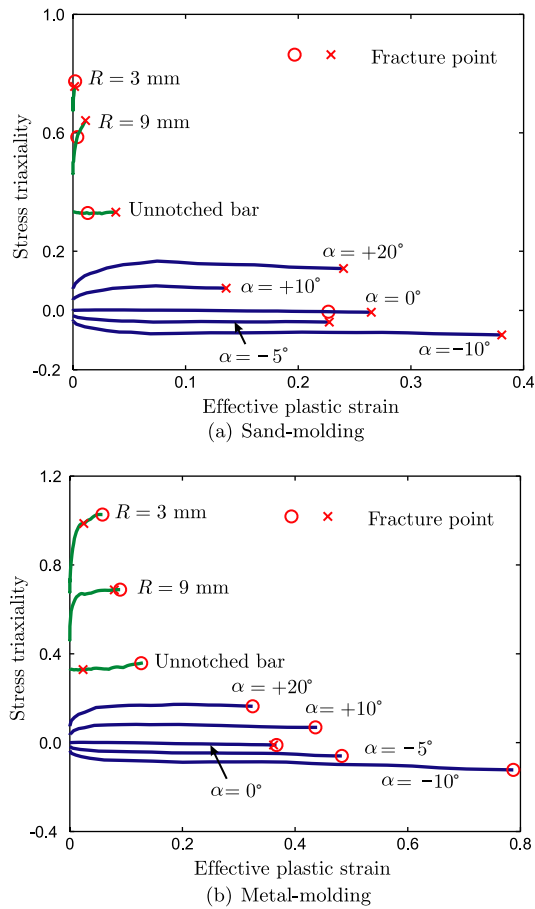 1.0
R = 3 mm
Fracture point
R = 9 mm
0.6
Stress triaxiality
Unnotched bar
α = +20°
0.2
α = +10°
α = 0°
0.0
α = −5°
α = −10°
-0.2
0 0.1 0.2 0.3 0.4
Effective plastic strain
(a) Sand-molding
1.2
R = 3 mm
Fracture point
0.8
R = 9 mm
Stress triaxiality
Unnotched bar
0.4
α = +20°
α = +10°
α = −5°
0.0
α = 0°
α = −10°
-0.4
0 0.2 0.4 0.6 0.8
Effective plastic strain
(b) Metal-molding